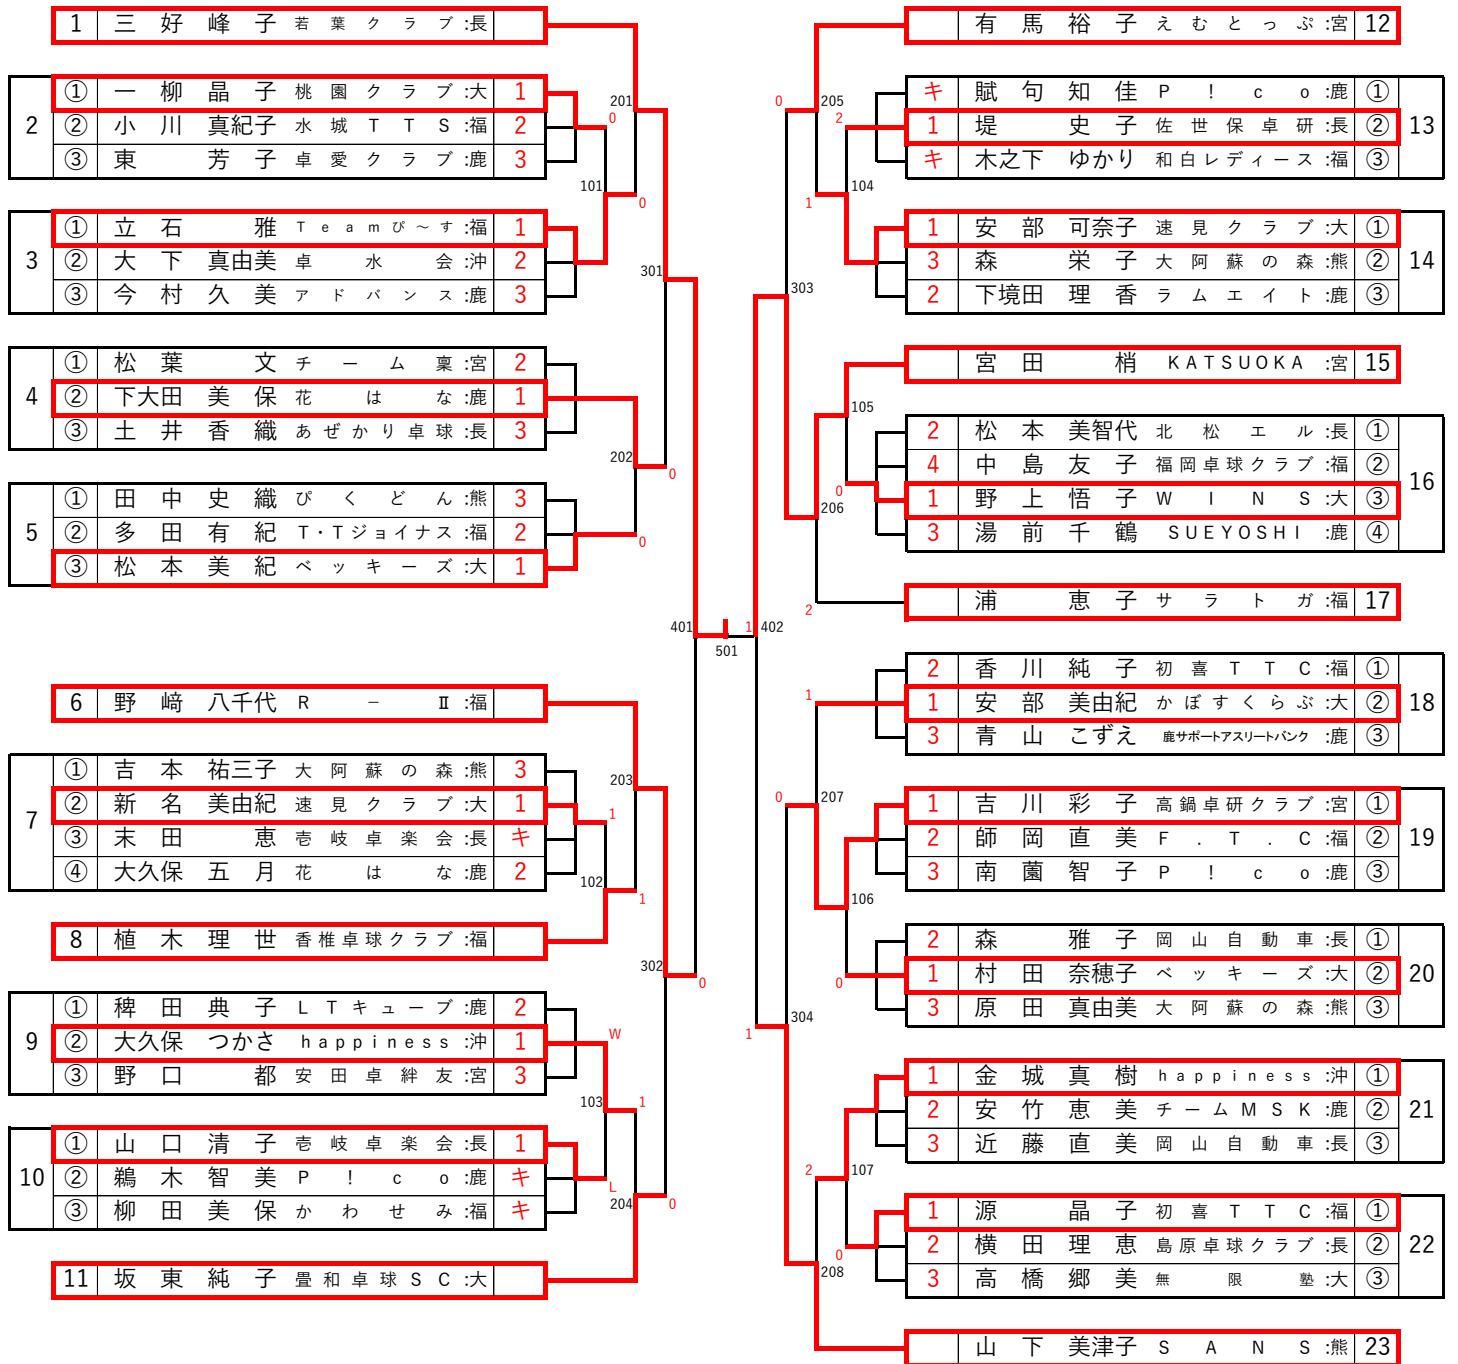 1 三好峰子 若葉クラブ :長
2 ① 一柳晶子 桃園クラブ :大 1
② 小川真紀子 水城TTS :福 2
③ 東芳子 卓愛クラブ :鹿 3
201
0
101
0
3 ① 立石雅 Teamぴ~す :福 1
② 大下真由美 卓水会 :沖 2
③ 今村久美 アドバンス :鹿 3
301
4 ① 松葉文 チーム稟 :宮 2
② 下大田美保 花はな :鹿 1
③ 土井香織 あぜかり卓球 :長 3
202
0
5 ① 田中史織 ぴくどん :熊 3
② 多田有紀 T・Tジョイナス :福 2
③ 松本美紀 ベッキーズ :大 1
0
401
501
6 野﨑八千代 R-Ⅱ :福
7 ① 吉本祐三子 大阿蘇の森 :熊 3
② 新名美由紀 速見クラブ :大 1
③ 末田恵 壱岐卓楽会 :長 キ
④ 大久保五月 花はな :鹿 2
203
1
102
1
8 植木理世 香椎卓球クラブ :福
302
0
9 ① 稗田典子 LTキューブ :鹿 2
② 大久保つかさ happiness :沖 1
③ 野口都 安田卓絆友 :宮 3
W
103
1
10 ① 山口清子 壱岐卓楽会 :長 1
② 鵜木智美 P!co :鹿 キ
③ 柳田美保 かわせみ :福 キ
L
204
0
11 坂東純子 畳和卓球SC :大
有馬裕子 えむとっぷ :宮 12
0
205
2
キ 賦句知佳 P!co :鹿 ①
1 堤史子 佐世保卓研 :長 ② 13
キ 木之下ゆかり 和白レディース :福 ③
104
1
1 安部可奈子 速見クラブ :大 ①
3 森栄子 大阿蘇の森 :熊 ② 14
2 下境田理香 ラムエイト :鹿 ③
303
宮田梢 KATSUOKA :宮 15
105
2 松本美智代 北松エル :長 ①
4 中島友子 福岡卓球クラブ :福 ②
1 野上悟子 WINS :大 ③ 16
3 湯前千鶴 SUEYOSHI :鹿 ④
0
206
浦恵子 サラトガ :福 17
2
1
402
2 香川純子 初喜TTC :福 ①
1 安部美由紀 かぼすくらぶ :大 ② 18
3 青山こずえ 鹿サポートアスリートバンク :鹿 ③
1
0
207
1 吉川彩子 高鍋卓研クラブ :宮 ①
2 師岡直美 F.T.C :福 ② 19
3 南薗智子 P!co :鹿 ③
106
2 森雅子 岡山自動車 :長 ①
1 村田奈穂子 ベッキーズ :大 ② 20
3 原田真由美 大阿蘇の森 :熊 ③
0
304
1
1 金城真樹 happiness :沖 ①
2 安竹恵美 チームMSK :鹿 ② 21
3 近藤直美 岡山自動車 :長 ③
2
107
1 源晶子 初喜TTC :福 ①
2 横田理恵 島原卓球クラブ :長 ② 22
3 高橋郷美 無限塾 :大 ③
0
208
山下美津子 SANS :熊 23